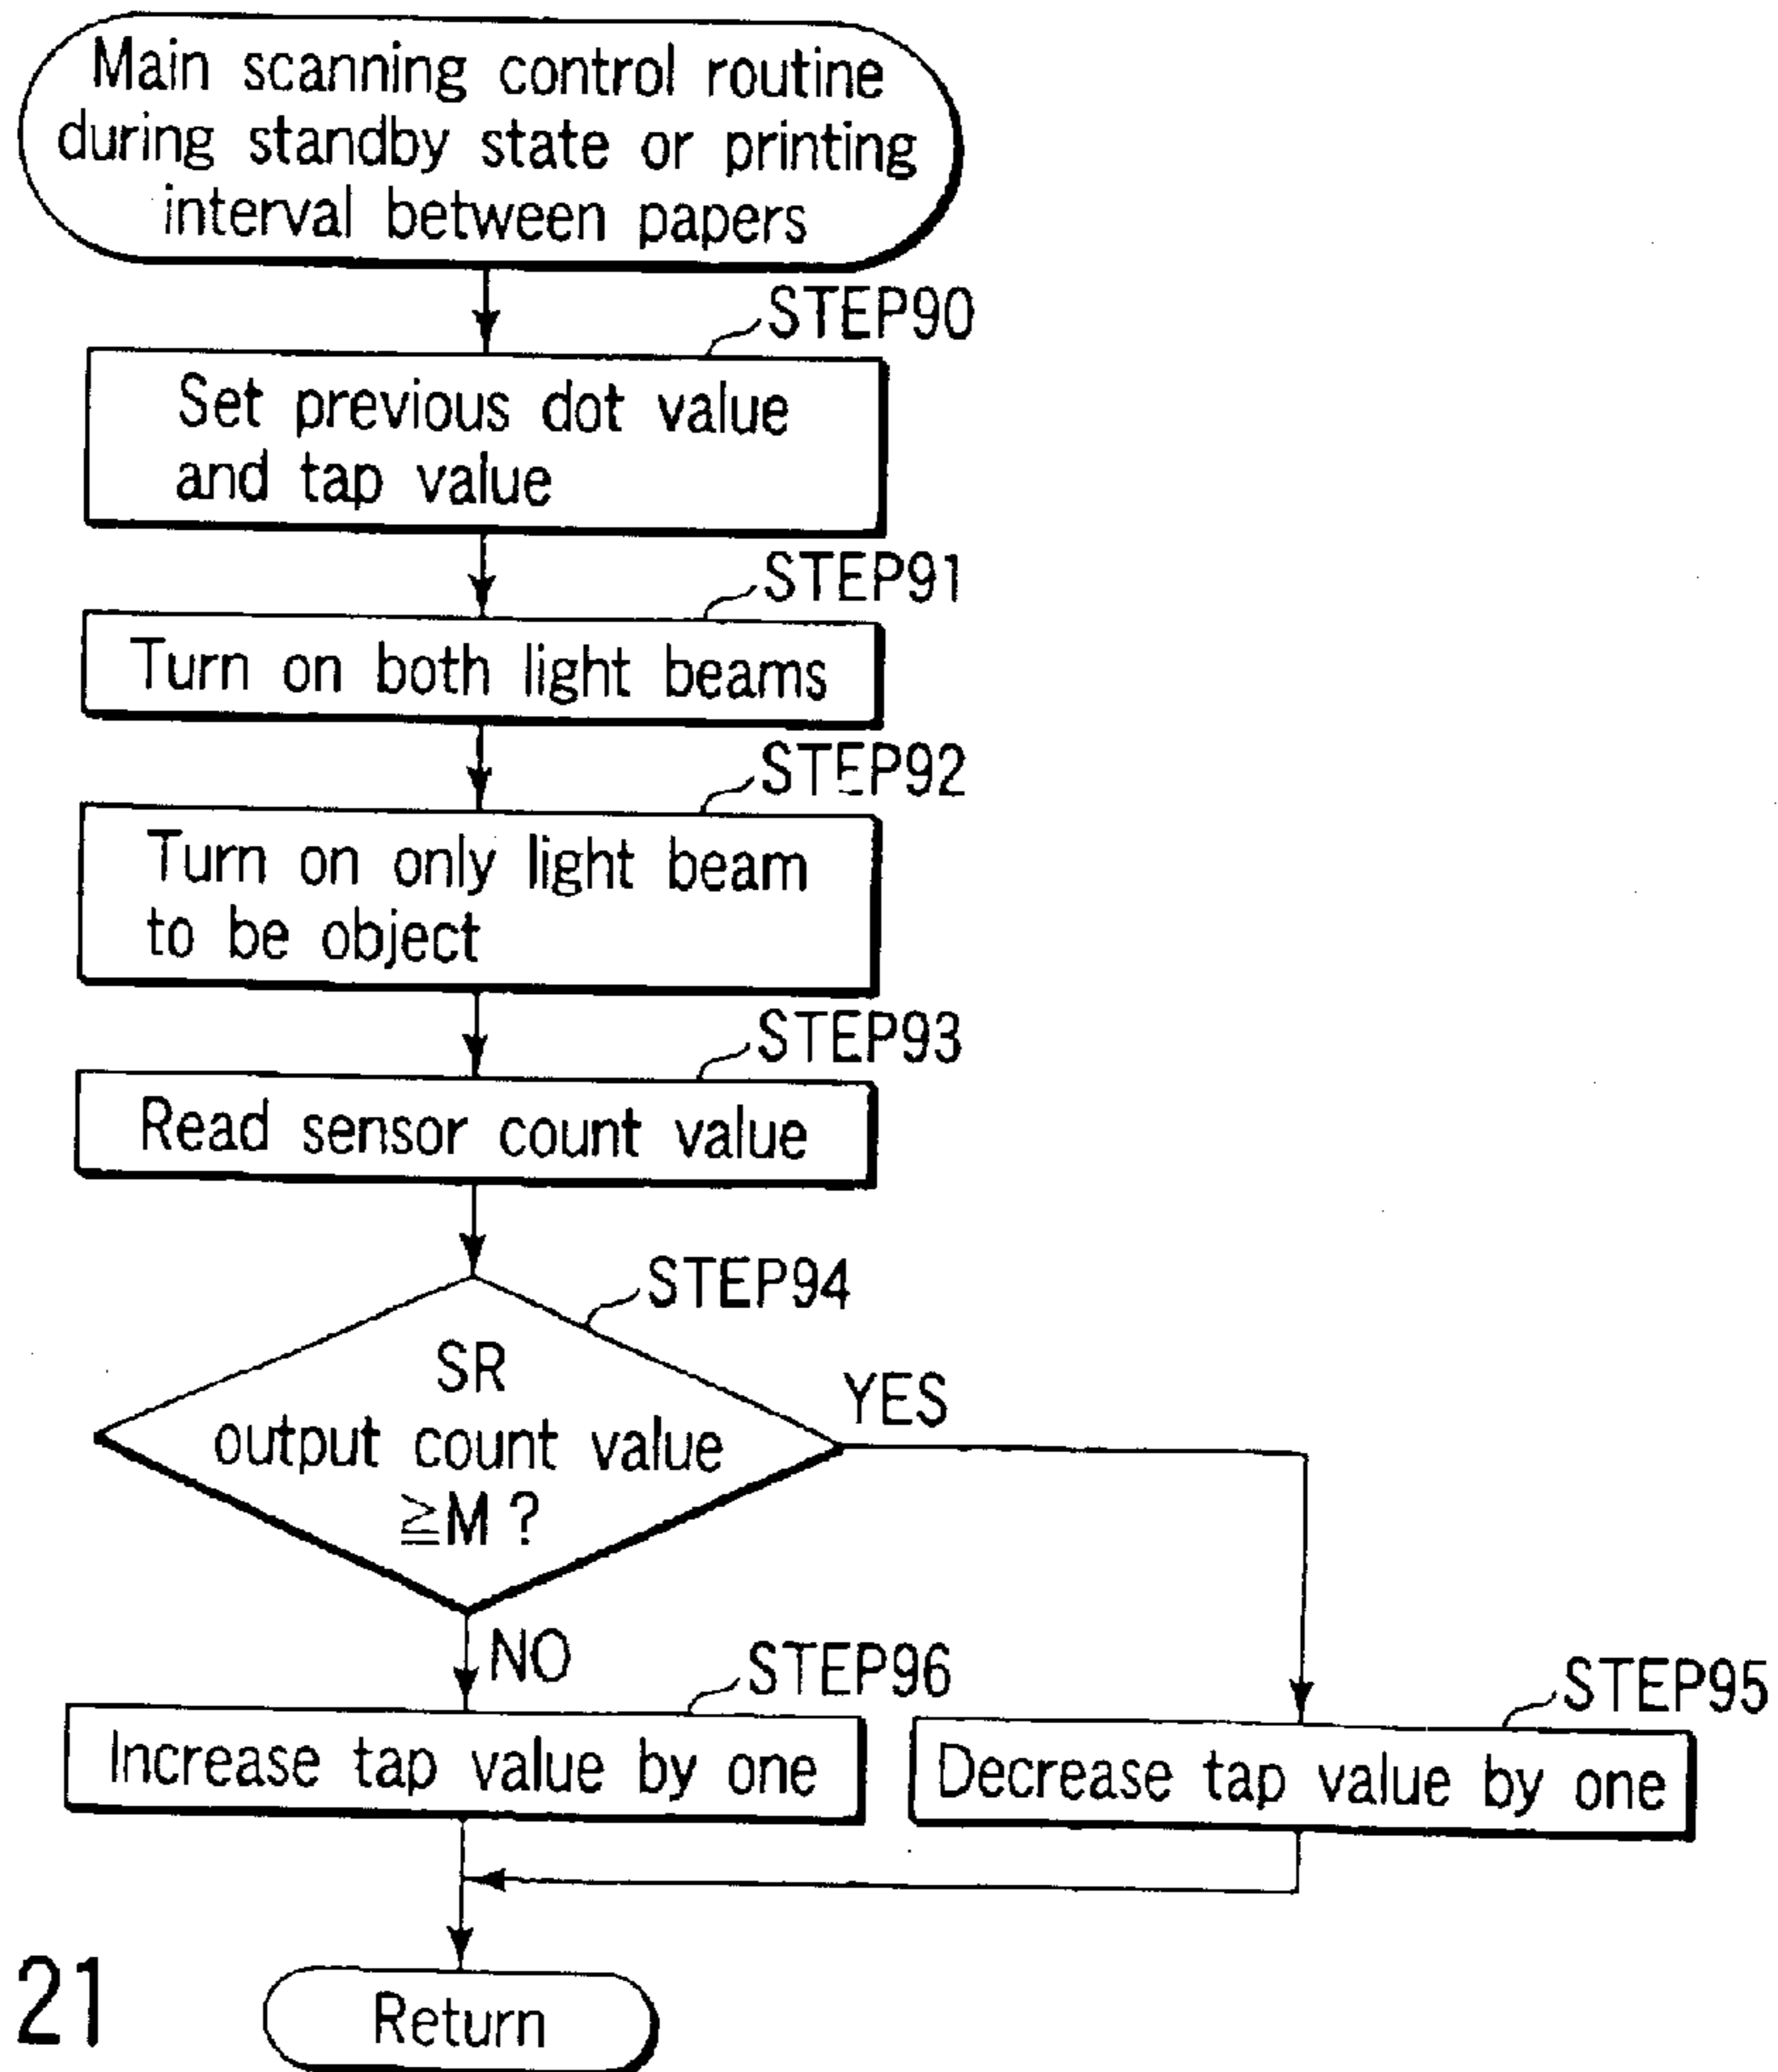 Main scanning control routine
during standby state or printing
interval between papers
STEP90
Set previous dot value
and tap value
STEP91
Turn on both light beams
STEP92
Turn on only light beam
to be object
STEP93
Read sensor count value
STEP94
SR
output count value
≧M ?
YES
NO
STEP96
Increase tap value by one
STEP95
Decrease tap value by one
21
Return